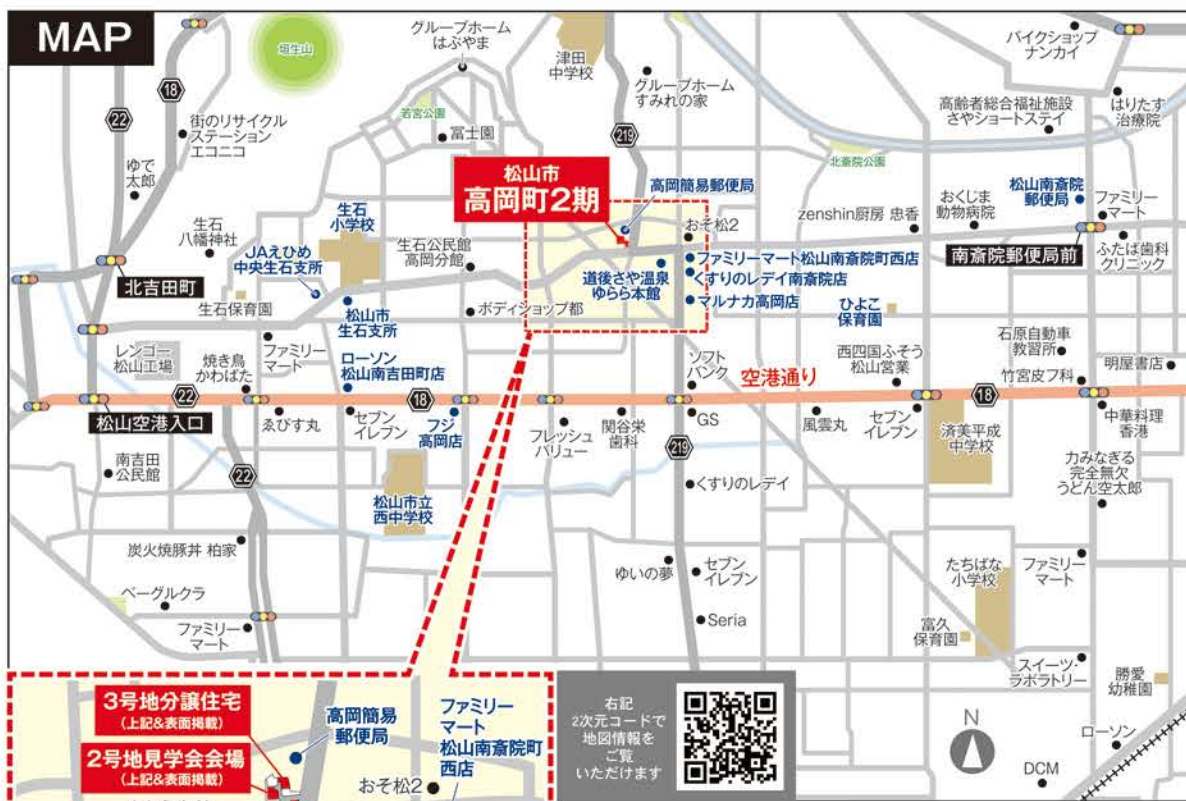 MAP
18
22
垣生山
グループホーム
はぶやま
津田
中学校
グループホーム
すみれの家
バイクショップ
ナンカイ
高齢者総合福祉施設
さやショートステイ
はりたす
治療院
街のリサイクル
ステーション
エコニコ
若宮公園
冨士園
219
北斎院公園
ゆで
太郎
松山市
高岡町2期
高岡簡易郵便局
おそ松2
zenshin厨房 忠香
おくじま
動物病院
松山南斎院
郵便局
ファミリー
マート
生石
八幡神社
生石
小学校
生石公民館
高岡分館
JAえひめ
中央生石支所
ファミリーマート松山南斎院町西店
くすりのレデイ南斎院店
マルナカ高岡店
道後さや温泉
ゆらら本館
南斎院郵便局前
ふたば歯科
クリニック
北吉田町
生石保育園
松山市
生石支所
ボディショップ都
ひよこ
保育園
レンゴー
松山工場
焼き鳥
かわばた
ファミリー
マート
ローソン
松山南吉田町店
ソフト
バンク
空港通り
西四国ふそう
松山営業
石原自動車
教習所
竹宮皮フ科
明屋書店
22
18
18
松山空港入口
ゑびす丸
セブン
イレブン
フジ
高岡店
フレッシュ
バリュー
関谷栄
歯科
GS
風雲丸
セブン
イレブン
済美平成
中学校
中華料理
香港
南吉田
公民館
22
219
松山市立
西中学校
くすりのレデイ
力みなぎる
完全無欠
うどん空太郎
炭火焼豚丼 柏家
ゆいの夢
セブン
イレブン
たちばな
小学校
ファミリー
マート
ベーグルクラ
ファミリー
マート
Seria
富久
保育園
スイーツ・
ラボラトリー
勝愛
幼稚園
ローソン
DCM
N
3号地分譲住宅
(上記&表面掲載)
2号地見学会会場
(上記&表面掲載)
高岡簡易
郵便局
ファミリー
マート
松山南斎院町
西店
おそ松2
右記
2次元コードで
地図情報を
ご覧
いただけます